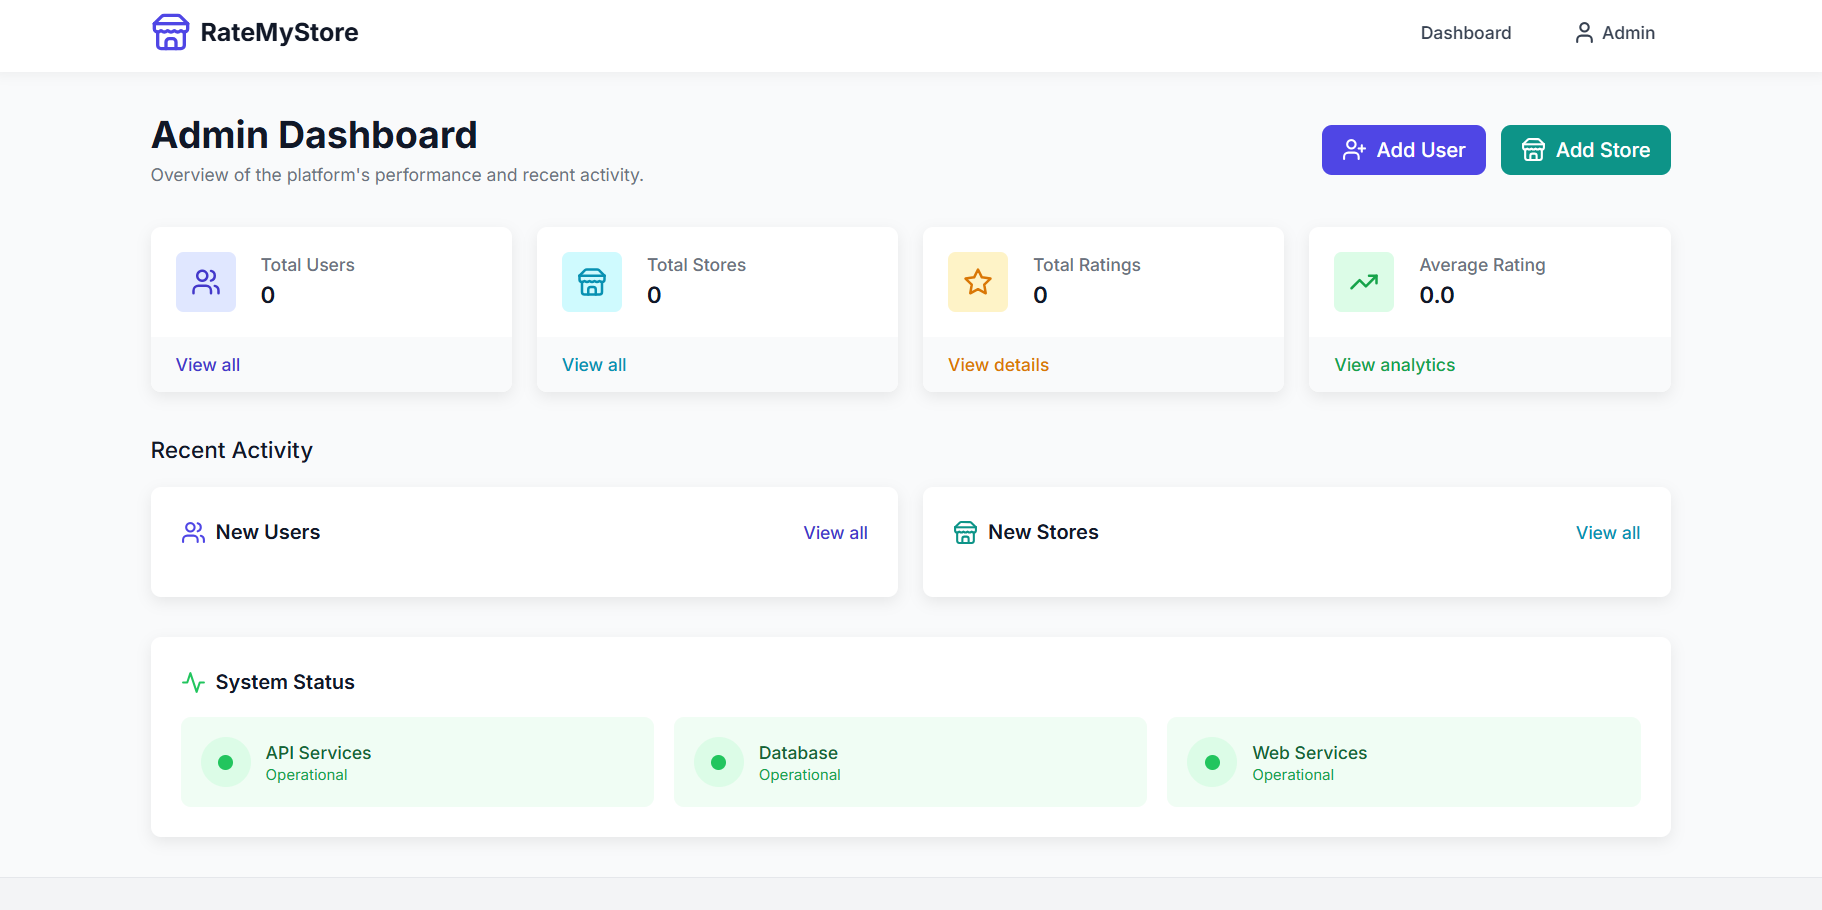 RateMyStore
Dashboard
Admin
Admin Dashboard
Overview of the platform's performance and recent activity.
Add User
Add Store
Total Users
0
View all
Total Stores
0
View all
Total Ratings
0
View details
Average Rating
0.0
View analytics
Recent Activity
New Users
View all
New Stores
View all
System Status
API Services
Operational
Database
Operational
Web Services
Operational